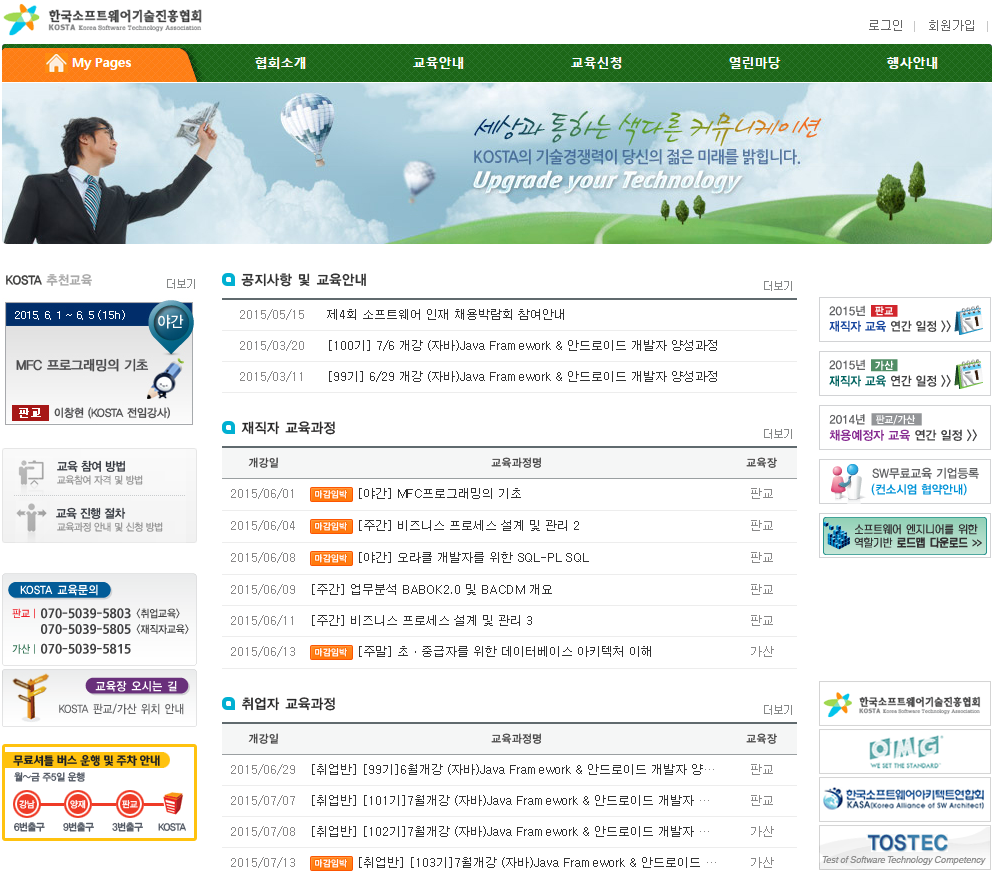 한국소프트웨어기술진흥협회
KOSTA Korea Software Technology Association
로그인 | 회원가입 |
My Pages 협회소개 교육안내 교육신청 열린마당 행사안내
세상과 통하는 색다른 커뮤니케이션
KOSTA의 기술경쟁력이 당신의 젊은 미래를 밝힙니다.
Upgrade your Technology
KOSTA 추천교육 더보기
2015. 6. 1 ~ 6. 5 (15h) 야간
MFC 프로그래밍의 기초
판교 이창현 (KOSTA 전임강사)
교육 참여 방법
교육참여 자격 및 방법
교육 진행 절차
교육과정 안내 및 신청 방법
KOSTA 교육문의
판교 | 070-5039-5803 〈취업교육〉
070-5039-5805 〈재직자교육〉
가산 | 070-5039-5815
교육장 오시는 길
KOSTA 판교/가산 위치 안내
무료셔틀 버스 운행 및 주차 안내
월~금 주5일 운행
강남 양재 판교
6번출구 9번출구 3번출구 KOSTA
공지사항 및 교육안내 더보기
2015/05/15 제4회 소프트웨어 인재 채용박람회 참여안내
2015/03/20 [100기] 7/6 개강 (자바)Java Framework & 안드로이드 개발자 양성과정
2015/03/11 [99기] 6/29 개강 (자바)Java Framework & 안드로이드 개발자 양성과정
재직자 교육과정 더보기
개강일 교육과정명 교육장
2015/06/01 마감임박 [야간] MFC프로그래밍의 기초 판교
2015/06/04 마감임박 [주간] 비즈니스 프로세스 설계 및 관리 2 판교
2015/06/08 마감임박 [야간] 오라클 개발자를 위한 SQL-PL SQL 판교
2015/06/09 [주간] 업무분석 BABOK2.0 및 BACDM 개요 판교
2015/06/11 [주간] 비즈니스 프로세스 설계 및 관리 3 판교
2015/06/13 마감임박 [주말] 초·중급자를 위한 데이터베이스 아키텍처 이해 가산
취업자 교육과정 더보기
개강일 교육과정명 교육장
2015/06/29 [취업반] [99기]6월개강 (자바)Java Framework & 안드로이드 개발자 양… 판교
2015/07/07 [취업반] [101기]7월개강 (자바)Java Framework & 안드로이드 개발자 … 판교
2015/07/08 [취업반] [102기]7월개강 (자바)Java Framework & 안드로이드 개발자 … 가산
2015/07/13 마감임박 [취업반] [103기]7월개강 (자바)Java Framework & 안드로이드 … 가산
2015년 판교
재직자 교육 연간 일정 》
2015년 가산
재직자 교육 연간 일정 》
2014년 판교/가산
채용예정자 교육 연간 일정 》
SW무료교육 기업등록
(컨소시엄 협약안내)
소프트웨어 엔지니어를 위한
역할기반 로드맵 다운로드 》
한국소프트웨어기술진흥협회
KOSTA Korea Software Technology Association
OMG
WE SET THE STANDARD
한국소프트웨어아키텍트연합회
KASA(Korea Alliance of SW Architect)
TOSTEC
Test of Software Technology Competency